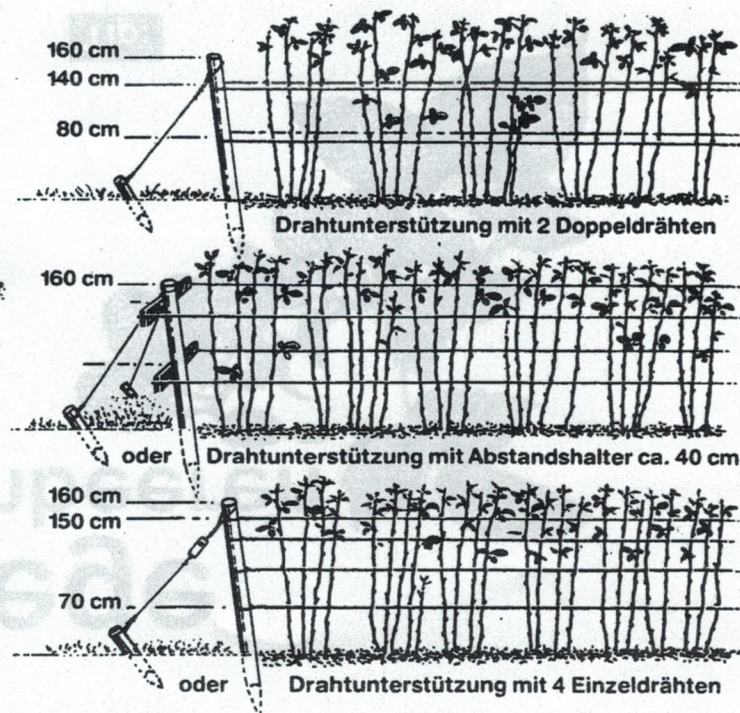 160 cm
140 cm
80 cm
Drahtunterstützung mit 2 Doppeldrähten
160 cm
oder Drahtunterstützung mit Abstandshalter ca. 40 cm
160 cm
150 cm
70 cm
oder Drahtunterstützung mit 4 Einzeldrähten